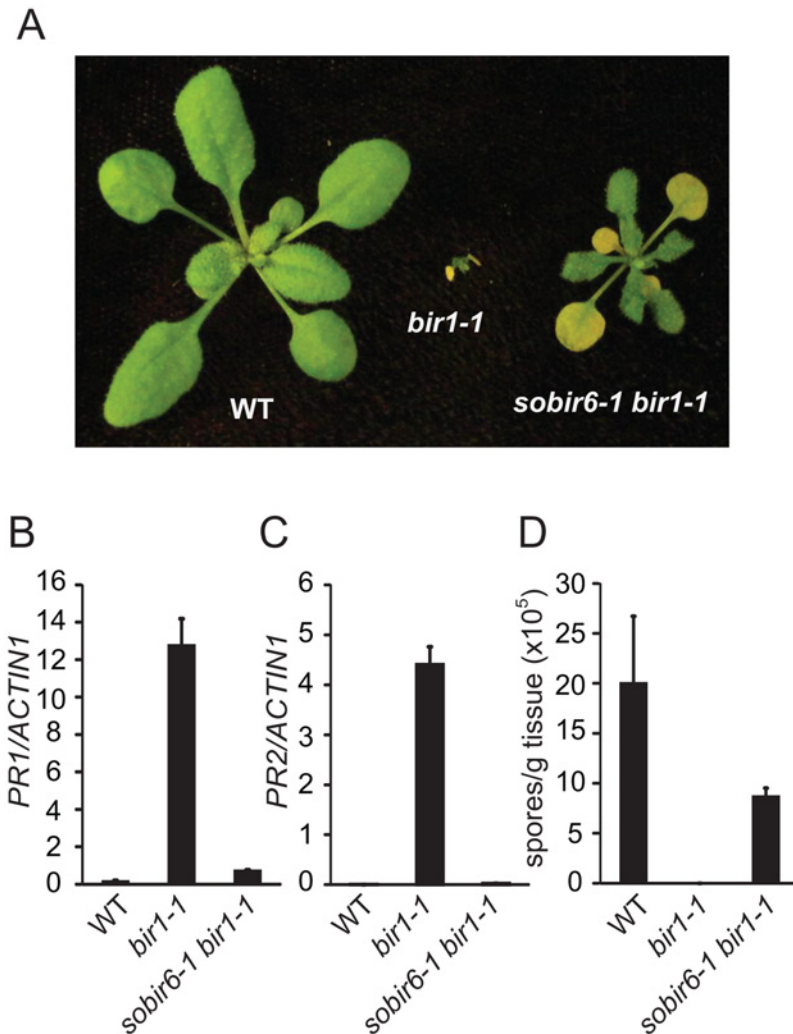 A
WT
bir1-1
sobir6-1 bir1-1
B
PR1/ACTIN1
16
14
12
10
8
6
4
2
0
WT
bir1-1
sobir6-1 bir1-1
C
PR2/ACTIN1
6
5
4
3
2
1
0
WT
bir1-1
sobir6-1 bir1-1
D
spores/g tissue (x10⁵)
30
25
20
15
10
5
0
WT
bir1-1
sobir6-1 bir1-1